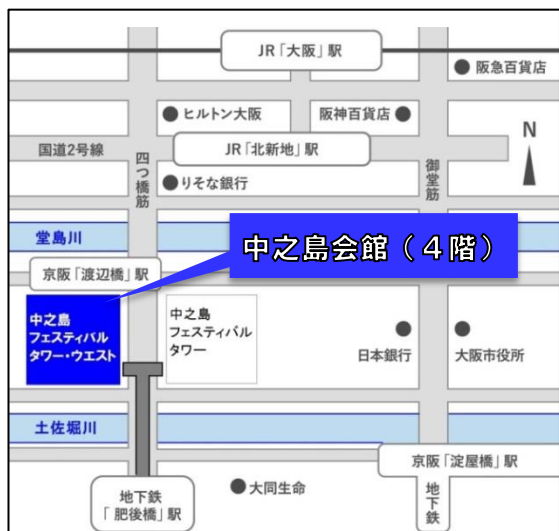 JR「大阪」駅
阪急百貨店
ヒルトン大阪
阪神百貨店
N
国道2号線
四つ橋筋
JR「北新地」駅
御堂筋
りそな銀行
堂島川
中之島会館（４階）
京阪「渡辺橋」駅
中之島
フェスティバル
タワー・ウエスト
中之島
フェスティバル
タワー
日本銀行
大阪市役所
土佐堀川
京阪「淀屋橋」駅
地下鉄
「肥後橋」駅
大同生命
地下鉄